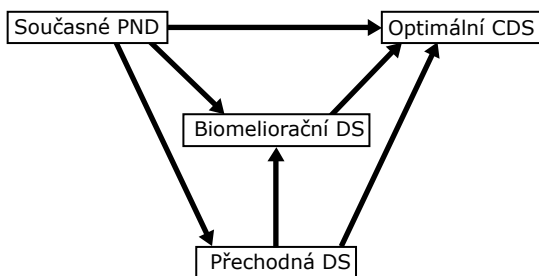 Současné PND
Optimální CDS
Biomeliorační DS
Přechodná DS